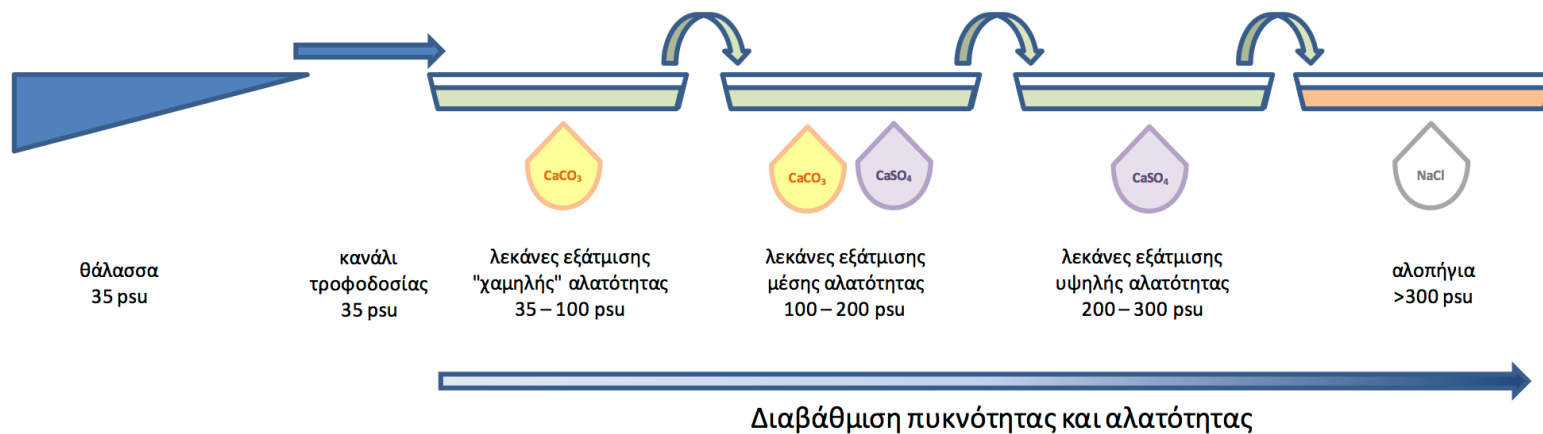 CaCO3
CaCO3
CaSO4
CaSO4
NaCl
θάλασσα
35 psu
κανάλι
τροφοδοσίας
35 psu
λεκάνες εξάτμισης
"χαμηλής" αλατότητας
35 – 100 psu
λεκάνες εξάτμισης
μέσης αλατότητας
100 – 200 psu
λεκάνες εξάτμισης
υψηλής αλατότητας
200 – 300 psu
αλοπήγια
>300 psu
Διαβάθμιση πυκνότητας και αλατότητας